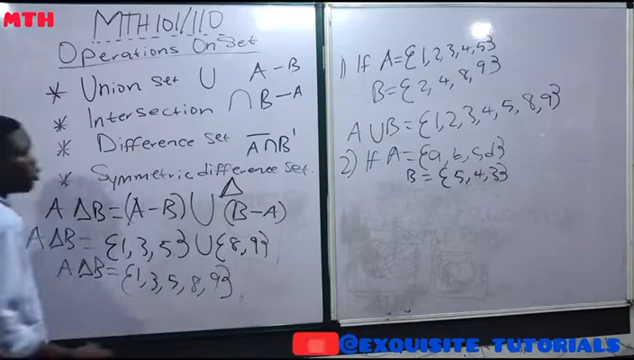 MTH
MTH101/110
Operations On Set
* Union Set ∪ A - B
* Intersection ∩ B - A
* Difference Set A̅∩B'
* Symmetric difference Set. Δ
A Δ B = (A - B) ∪ (B - A)
A Δ B = {1, 3, 5} ∪ {8, 9}
A Δ B = {1, 3, 5, 8, 9}
1) If A = {1, 2, 3, 4, 5}
B = {2, 4, 8, 9}
A ∪ B = {1, 2, 3, 4, 5, 8, 9}
2) If A = {a, b, c, d}
B = {5, 4, 3}
@EXQUISITE TUTORIALS